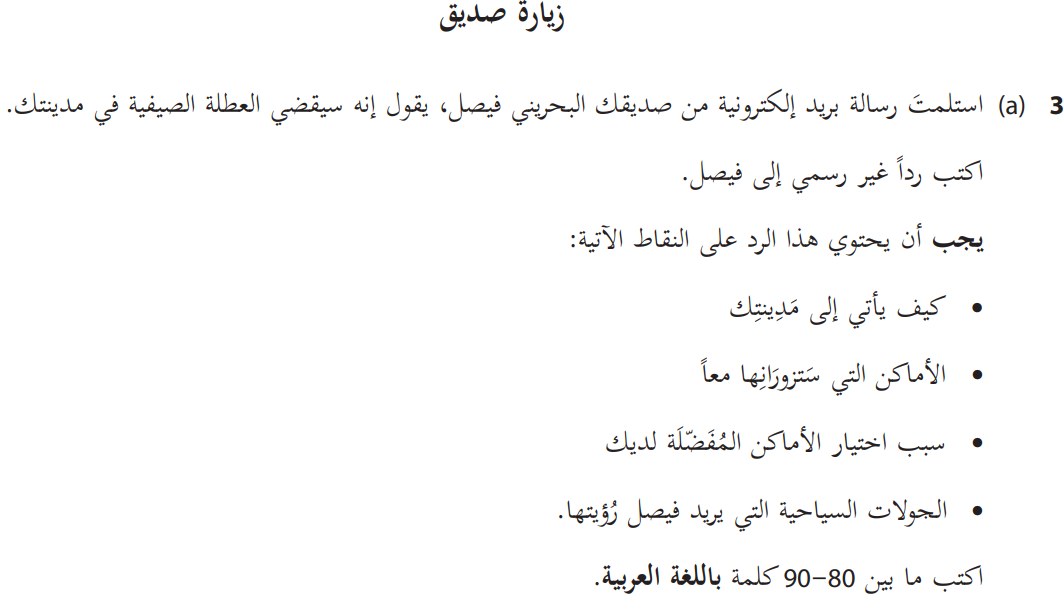 زيارة صديق
3 (a) استلمتَ رسالة بريد إلكترونية من صديقك البحريني فيصل، يقول إنه سيقضي العطلة الصيفية في مدينتك.
اكتب رداً غير رسمي إلى فيصل.
يجب أن يحتوي هذا الرد على النقاط الآتية:
• كيف يأتي إلى مَدِينتِك
• الأماكن التي سَتزورَانِها معاً
• سبب اختيار الأماكن المُفَضّلَة لديك
• الجولات السياحية التي يريد فيصل رُؤيتها.
اكتب ما بين 80–90 كلمة باللغة العربية.